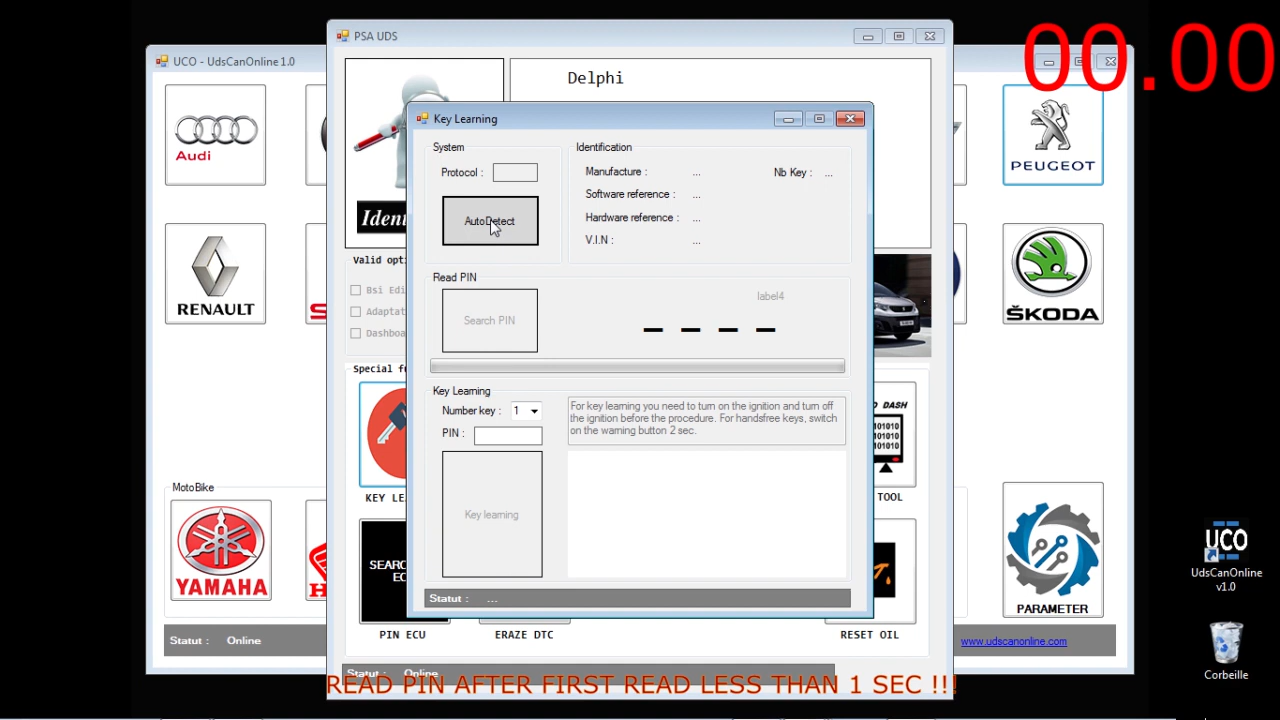 00.00
PSA UDS
UCO - UdsCanOnline 1.0
Delphi
Key Learning
System
Protocol :
AutoDetect
Identification
Manufacture : ...
Nb Key : ...
Software reference : ...
Hardware reference : ...
V.I.N : ...
Audi
PEUGEOT
Iden
Valid opti
Bsi Edi
Adaptat
Dashboa
Read PIN
Search PIN
label4
RENAULT
ŠKODA
Special f
Key Learning
Number key : 1
PIN :
For key learning you need to turn on the ignition and turn off
the ignition before the procedure. For handsfree keys, switch
on the warning button 2 sec.
Key learning
DASH
KEY LE
TOOL
MotoBike
YAMAHA
SEARC
EC
PARAMETER
UCO
UdsCanOnline
v1.0
Statut : ...
PIN ECU
ERAZE DTC
RESET OIL
Statut : Online
www.udscanonline.com
Statut : Online
Corbeille
READ PIN AFTER FIRST READ LESS THAN 1 SEC !!!